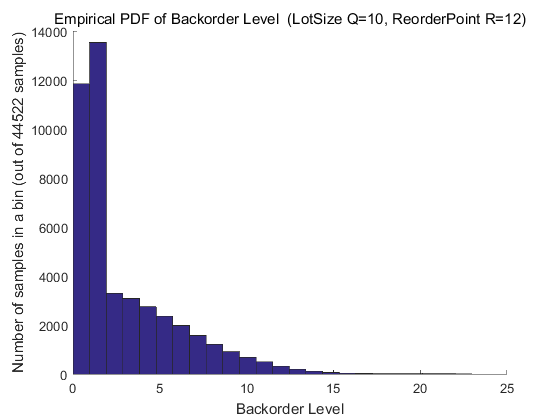 Empirical PDF of Backorder Level (LotSize Q=10, ReorderPoint R=12)
Number of samples in a bin (out of 44522 samples)
14000
12000
10000
8000
6000
4000
2000
0
0 5 10 15 20 25
Backorder Level